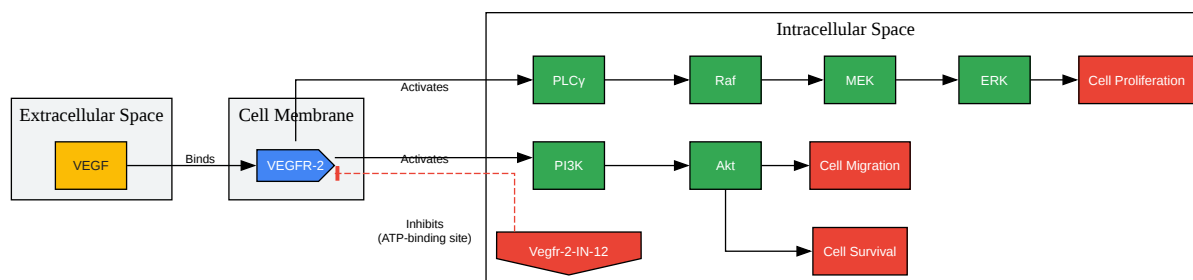 Intracellular Space
PLCγ
Raf
MEK
ERK
Cell Proliferation
Activates
Extracellular Space
Cell Membrane
VEGF
Binds
VEGFR-2
Activates
PI3K
Akt
Cell Migration
Inhibits
(ATP-binding site)
Vegfr-2-IN-12
Cell Survival